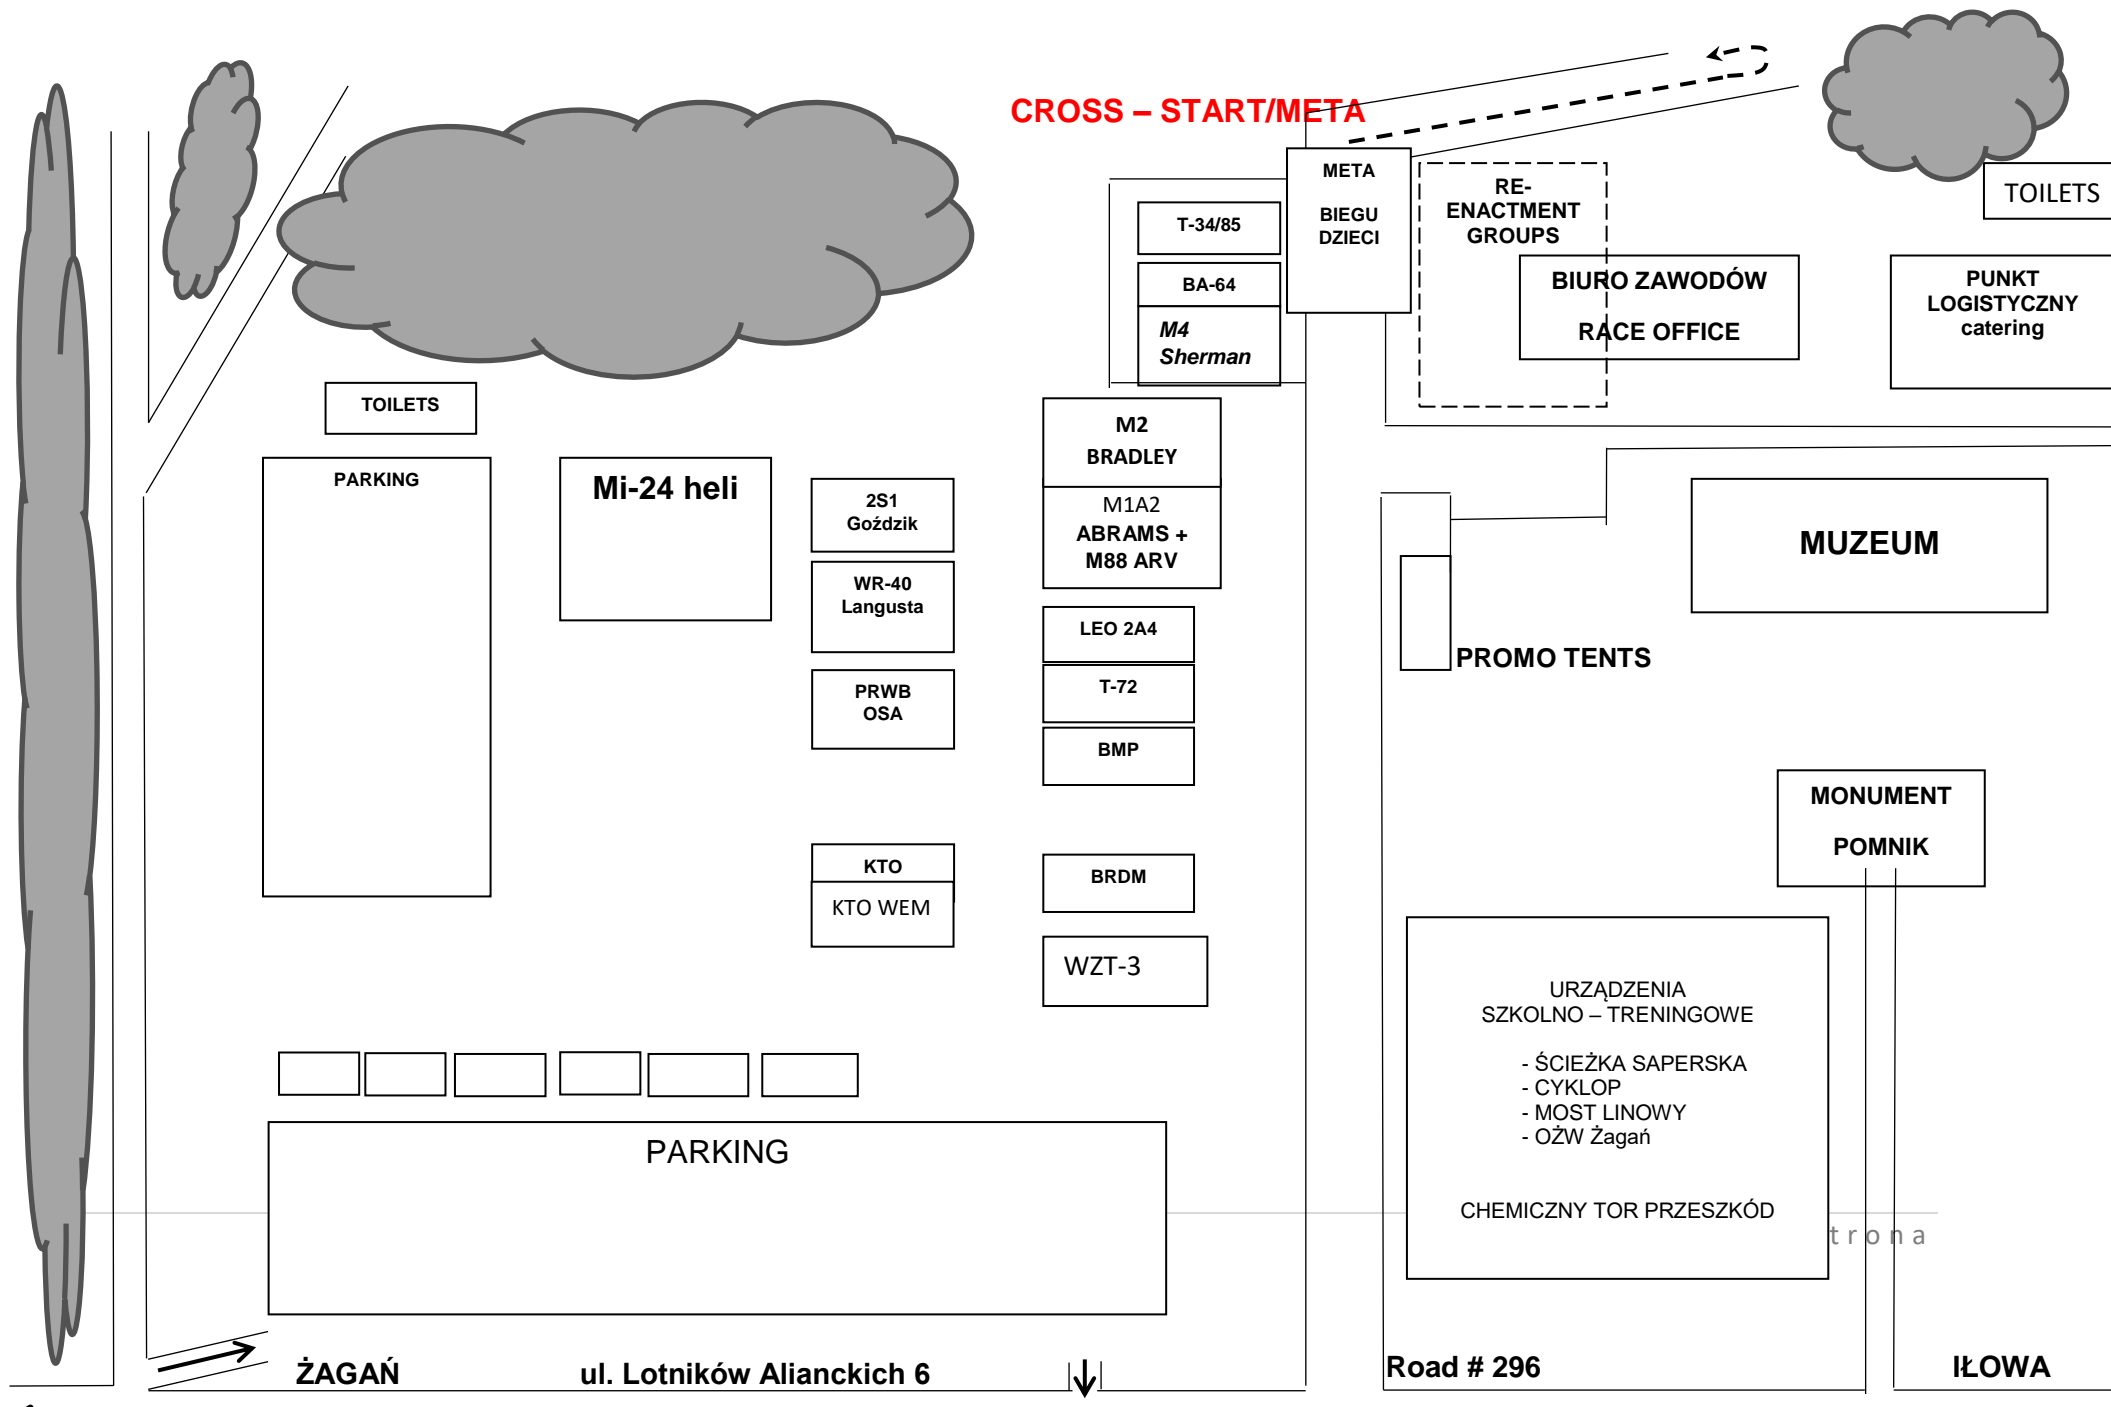 CROSS – START/META
META
BIEGU
DZIECI
RE-
ENACTMENT
GROUPS
TOILETS
T-34/85
BA-64
M4
Sherman
BIURO ZAWODÓW
RACE OFFICE
PUNKT
LOGISTYCZNY
catering
TOILETS
PARKING
Mi-24 heli
2S1
Goździk
WR-40
Langusta
PRWB
OSA
M2
BRADLEY
M1A2
ABRAMS +
M88 ARV
LEO 2A4
T-72
BMP
MUZEUM
PROMO TENTS
MONUMENT
POMNIK
KTO
KTO WEM
BRDM
WZT-3
URZĄDZENIA
SZKOLNO – TRENINGOWE
- ŚCIEŻKA SAPERSKA
- CYKLOP
- MOST LINOWY
- OŻW Żagań
CHEMICZNY TOR PRZESZKÓD
trona
PARKING
ŻAGAŃ
ul. Lotników Alianckich 6
Road # 296
IŁOWA